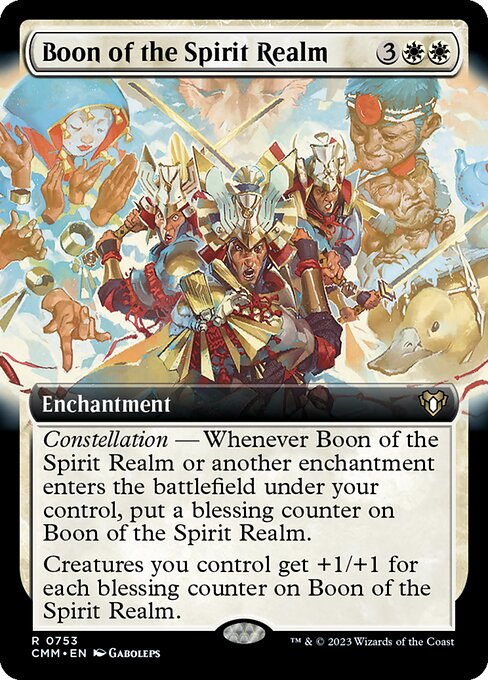 Boon of the Spirit Realm 3
Enchantment
Constellation — Whenever Boon of the
Spirit Realm or another enchantment
enters the battlefield under your
control, put a blessing counter on
Boon of the Spirit Realm.
Creatures you control get +1/+1 for
each blessing counter on Boon of the
Spirit Realm.
R 0753
CMM • EN Gaboleps
™ & © 2023 Wizards of the Coast